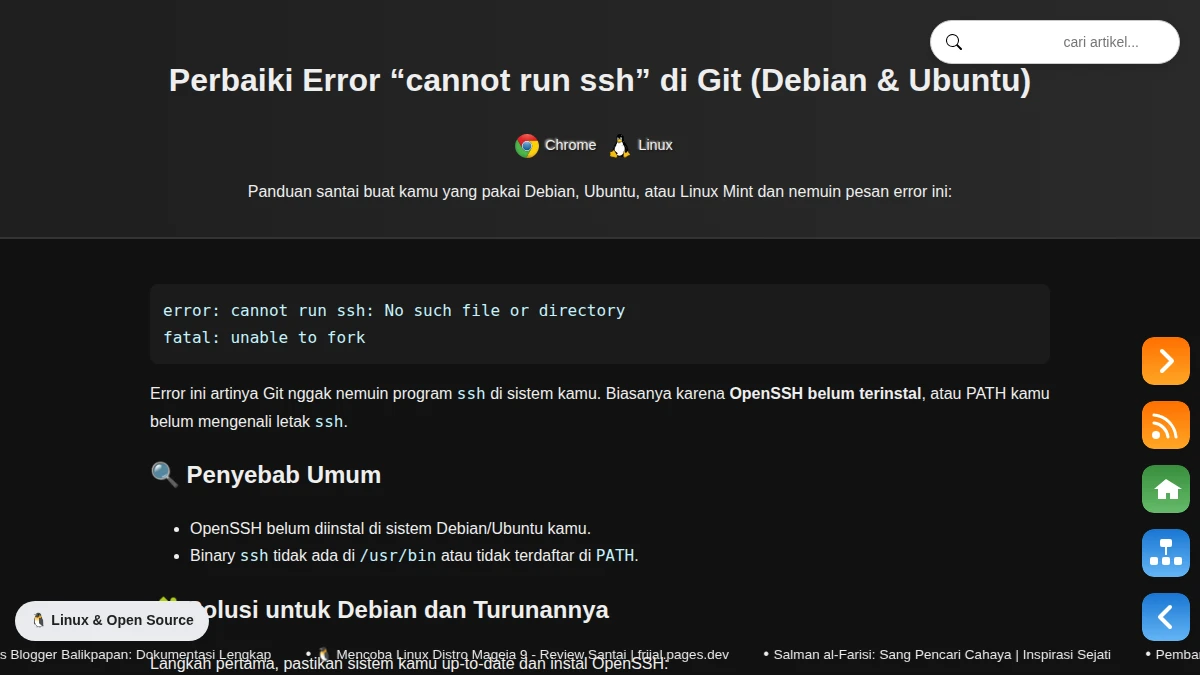 cari artikel...
Perbaiki Error “cannot run ssh” di Git (Debian & Ubuntu)
Chrome Linux
Panduan santai buat kamu yang pakai Debian, Ubuntu, atau Linux Mint dan nemuin pesan error ini:
error: cannot run ssh: No such file or directory
fatal: unable to fork
Error ini artinya Git nggak nemuin program ssh di sistem kamu. Biasanya karena OpenSSH belum terinstal, atau PATH kamu
belum mengenali letak ssh.
🔍 Penyebab Umum
• OpenSSH belum diinstal di sistem Debian/Ubuntu kamu.
• Binary ssh tidak ada di /usr/bin atau tidak terdaftar di PATH.
olusi untuk Debian dan Turunannya
🐧 Linux & Open Source
s Blogger Balikpapan: Dokumentasi Lengkap • 🐧 Mencoba Linux Distro Mageia 9 - Review Santai | frijal.pages.dev • Salman al-Farisi: Sang Pencari Cahaya | Inspirasi Sejati • Pembar
Langkah pertama, pastikan sistem kamu up-to-date dan instal OpenSSH: